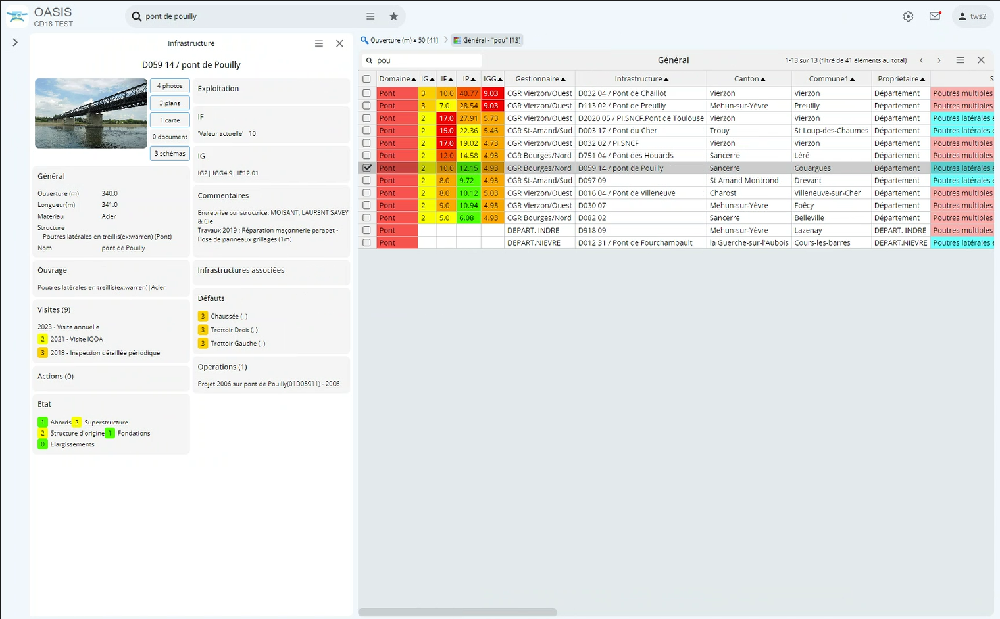 OASIS
CD18 TEST
pont de pouilly
tws2
Infrastructure
D059 14 / pont de Pouilly
4 photos
3 plans
1 carte
0 document
3 schémas
Général
Ouverture (m) 340.0
Longueur(m) 341.0
Materiau Acier
Structure
Poutres latérales en treillis(ex:warren) (Pont)
Nom pont de Pouilly
Ouvrage
Poutres latérales en treillis(ex:warren)|Acier
Visites (9)
2023 - Visite annuelle
2 2021 - Visite IQOA
3 2018 - Inspection détaillée périodique
Actions (0)
Etat
1 Abords 2 Superstructure
2 Structure d'origine 1 Fondations
0 Elargissements
Exploitation
IF
'Valeur actuelle' 10
IG
IG2| IGG4.9| IP12.01
Commentaires
Entreprise constructrice: MOISANT, LAURENT SAVEY
& Cie
Travaux 2019 : Réparation maçonnerie parapet -
Pose de panneaux grillagés (1m)
Infrastructures associées
Défauts
3 Chaussée (, )
3 Trottoir Droit (, )
3 Trottoir Gauche (, )
Operations (1)
Projet 2006 sur pont de Pouilly(01D05911) - 2006
Ouverture (m) ≥ 50 [41] Général - "pou" [13]
pou Général 1-13 sur 13 (filtré de 41 éléments au total)
Domaine IG IF IP IGG Gestionnaire Infrastructure Canton Commune1 Propriétaire S
Pont 3 10.0 40.77 9.03 CGR Vierzon/Ouest D032 04 / Pont de Chaillot Vierzon Vierzon Département Poutres multiples
Pont 3 7.0 28.54 9.03 CGR Vierzon/Ouest D113 02 / Pont de Preuilly Mehun-sur-Yèvre Preuilly Département Poutres multiples
Pont 2 17.0 27.91 5.73 CGR Vierzon/Ouest D2020 05 / PI.SNCF.Pont de Toulouse Vierzon Vierzon Département Poutres latérales e
Pont 2 15.0 22.36 5.46 CGR St-Amand/Sud D003 17 / Pont du Cher Trouy St Loup-des-Chaumes Département Poutres latérales e
Pont 2 17.0 19.02 4.73 CGR Vierzon/Ouest D032 02 / PI.SNCF Vierzon Vierzon Département Poutres multiples
Pont 2 12.0 14.58 4.93 CGR Bourges/Nord D751 04 / Pont des Houards Sancerre Léré Département Poutres multiples
Pont 2 10.0 12.15 4.93 CGR Bourges/Nord D059 14 / pont de Pouilly Sancerre Couargues Département Poutres latérales e
Pont 2 8.0 9.72 4.93 CGR St-Amand/Sud D097 09 St Amand Montrond Drevant Département Poutres latérales e
Pont 2 8.0 10.12 5.03 CGR Vierzon/Ouest D016 04 / Pont de Villeneuve Charost Villeneuve-sur-Cher Département Poutres multiples
Pont 2 9.0 10.94 4.93 CGR Vierzon/Ouest D030 07 Mehun-sur-Yèvre Foëcy Département Poutres multiples
Pont 2 5.0 6.08 4.93 CGR Bourges/Nord D082 02 Sancerre Belleville Département Poutres multiples
Pont DEPART. INDRE D918 09 Mehun-sur-Yèvre Lazenay DEPART. INDRE Poutres multiples
Pont DEPART.NIEVRE D012 31 / Pont de Fourchambault la Guerche-sur-l'Aubois Cours-les-barres DEPART.NIEVRE Poutres latérales e